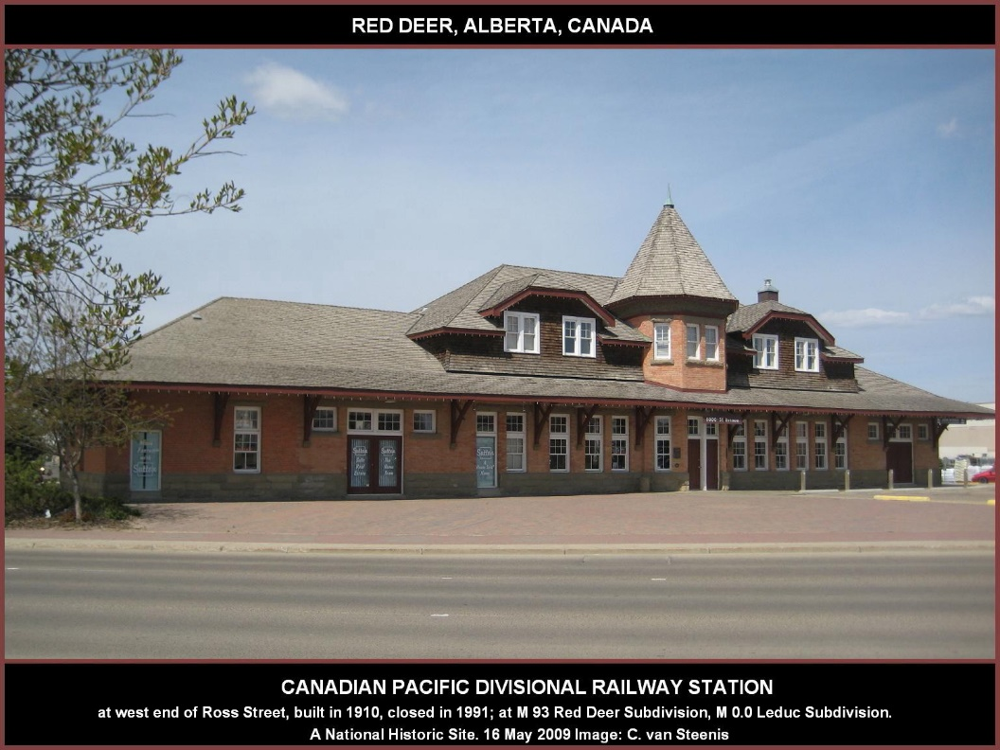 RED DEER, ALBERTA, CANADA
Sutton
Sutton
CANADIAN PACIFIC DIVISIONAL RAILWAY STATION
at west end of Ross Street, built in 1910, closed in 1991; at M 93 Red Deer Subdivision, M 0.0 Leduc Subdivision.
A National Historic Site. 16 May 2009 Image: C. van Steenis